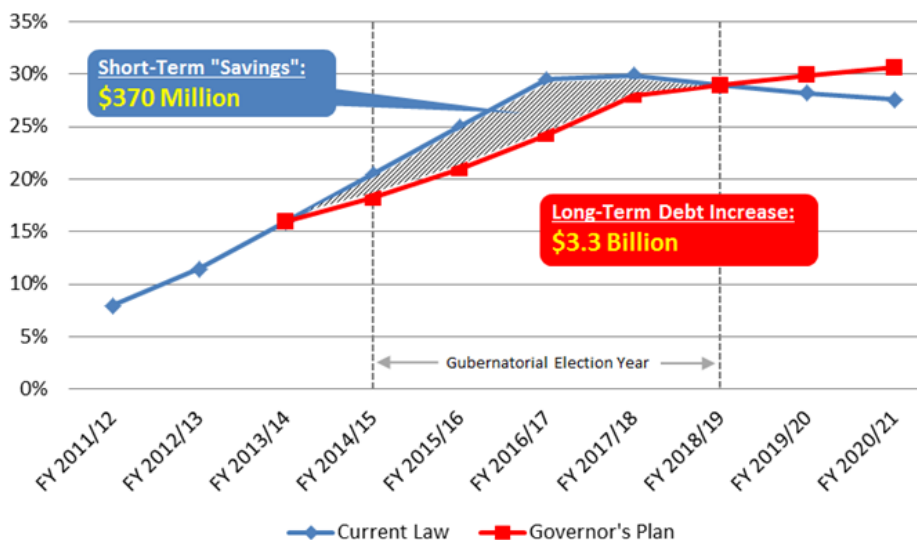 35%
30%
25%
20%
15%
10%
5%
0%
Short-Term "Savings":
$370 Million
Long-Term Debt Increase:
$3.3 Billion
Gubernatorial Election Year
FY 2011/12
FY 2012/13
FY 2013/14
FY 2014/15
FY 2015/16
FY 2016/17
FY 2017/18
FY 2018/19
FY 2019/20
FY 2020/21
Current Law
Governor's Plan